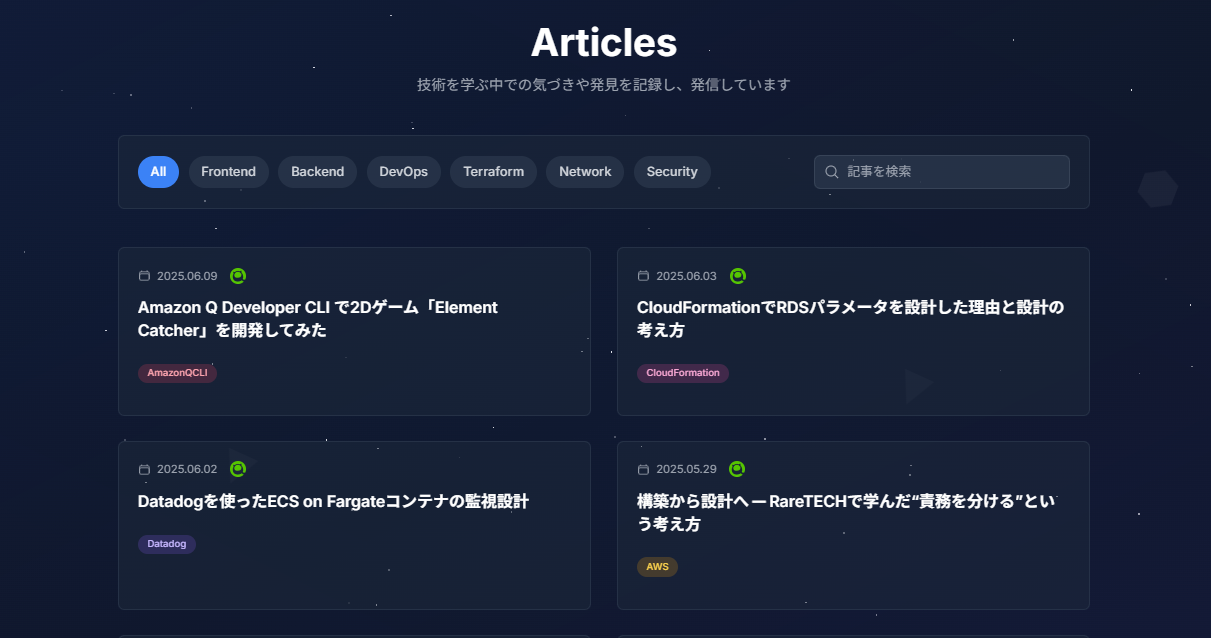 Articles
技術を学ぶ中での気づきや発見を記録し、発信しています
All Frontend Backend DevOps Terraform Network Security 記事を検索
2025.06.09
Amazon Q Developer CLI で2Dゲーム「Element
Catcher」を開発してみた
AmazonQCLI
2025.06.03
CloudFormationでRDSパラメータを設計した理由と設計の
考え方
CloudFormation
2025.06.02
Datadogを使ったECS on Fargateコンテナの監視設計
Datadog
2025.05.29
構築から設計へ — RareTECHで学んだ“責務を分ける”とい
う考え方
AWS